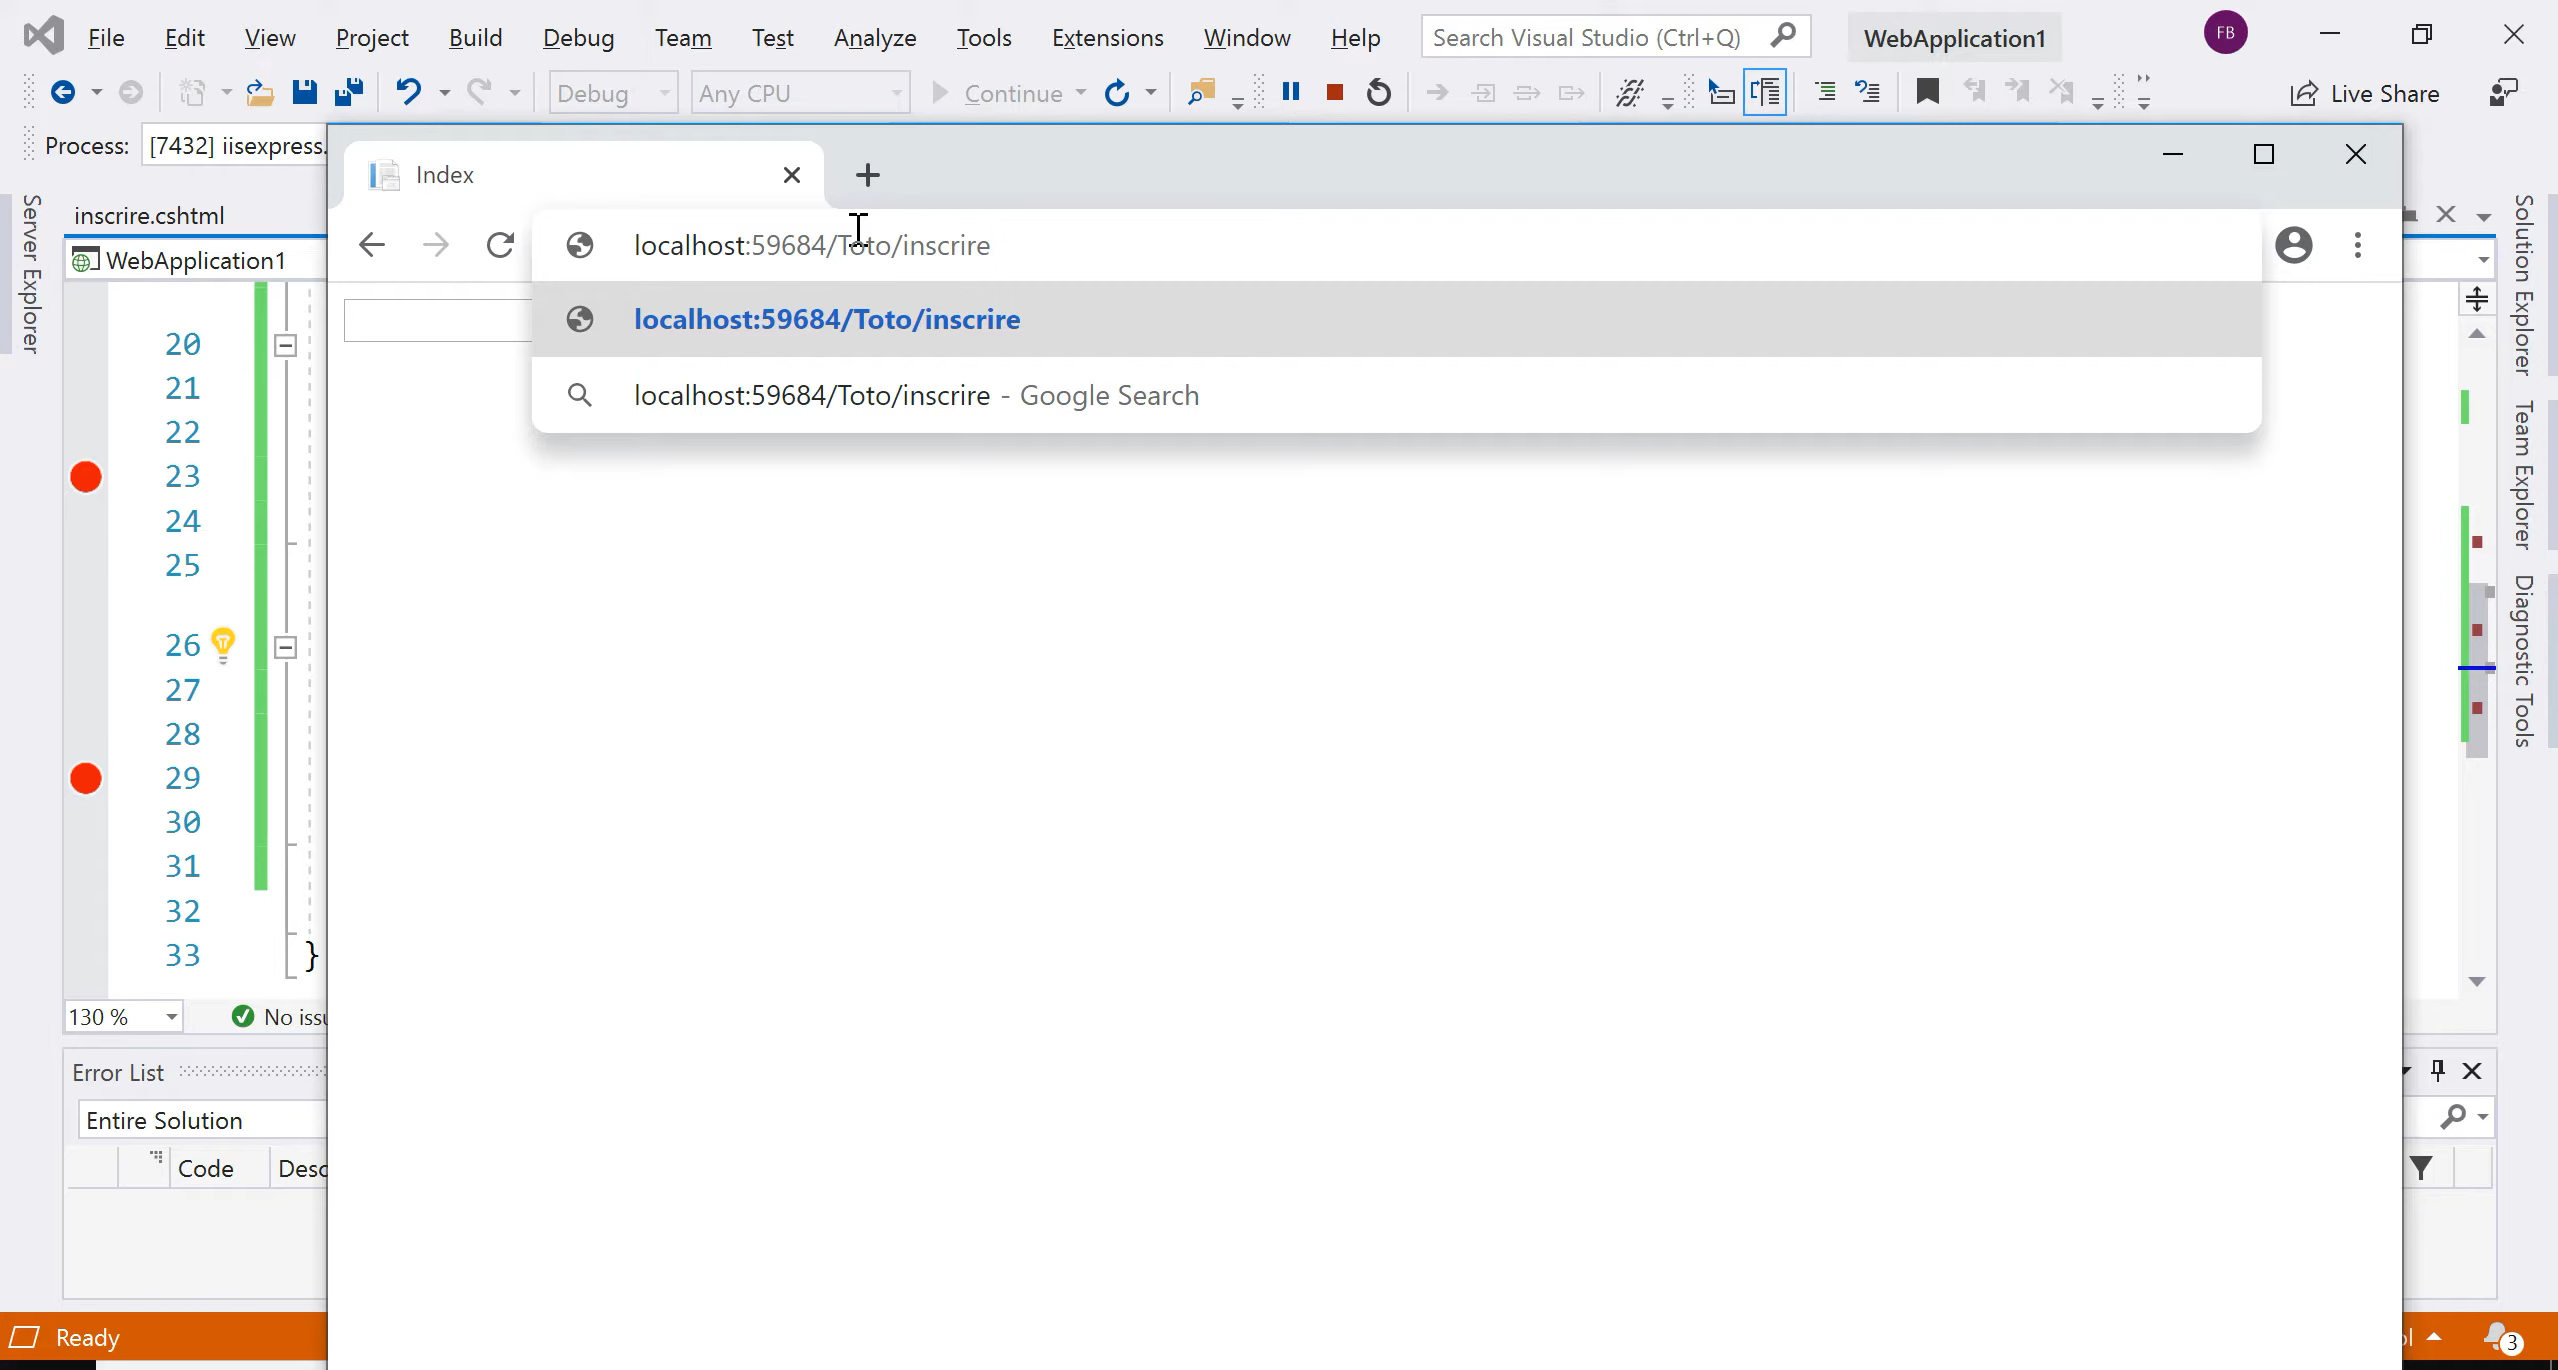 File Edit View Project Build Debug Team Test Analyze Tools Extensions Window Help Search Visual Studio (Ctrl+Q) WebApplication1 FB
Debug Any CPU Continue Live Share
Process: [7432] iisexpress.
Index
inscrire.cshtml
localhost:59684/Toto/inscrire
WebApplication1
localhost:59684/Toto/inscrire
localhost:59684/Toto/inscrire - Google Search
Server Explorer
Solution Explorer
Team Explorer
Diagnostic Tools
20
21
22
23
24
25
26
27
28
29
30
31
32
33 }
130 % No issu
Error List
Entire Solution
Code Desc
Ready 3